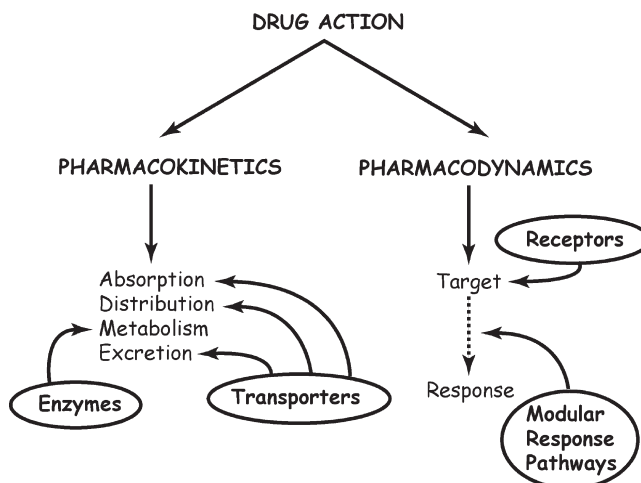 DRUG ACTION
PHARMACOKINETICS
PHARMACODYNAMICS
Receptors
Absorption
Distribution
Metabolism
Excretion
Target
Enzymes
Transporters
Response
Modular
Response
Pathways